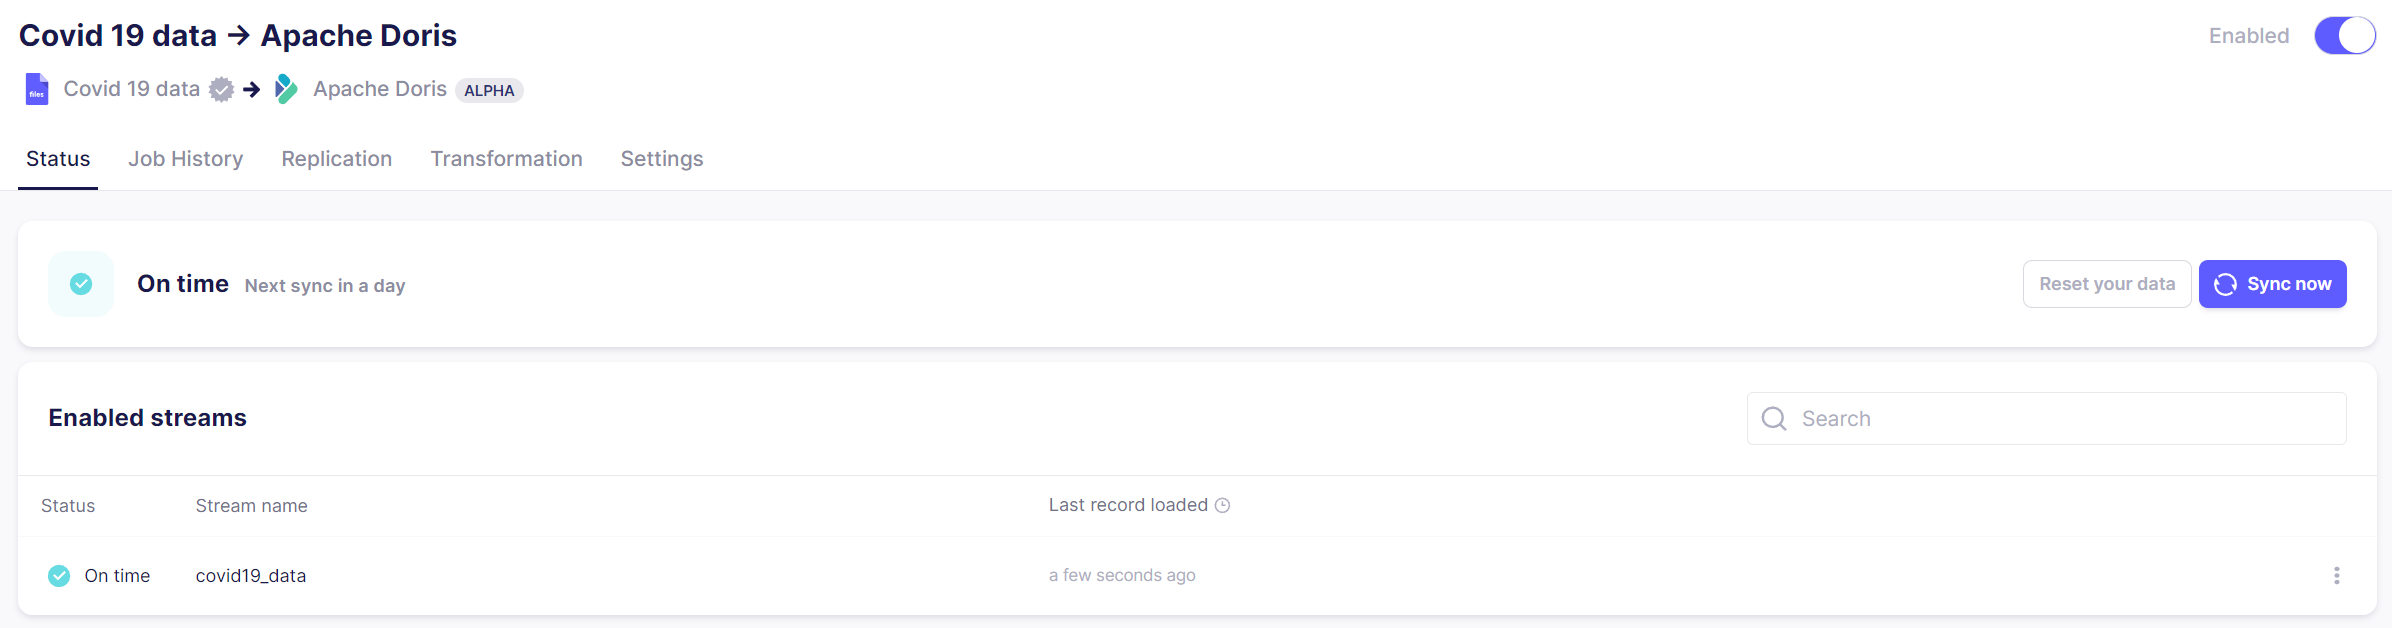 Covid 19 data → Apache Doris
Enabled
files
Covid 19 data → Apache Doris ALPHA
Status Job History Replication Transformation Settings
On time Next sync in a day
Reset your data
Sync now
Enabled streams
Search
Status Stream name Last record loaded
On time covid19_data a few seconds ago